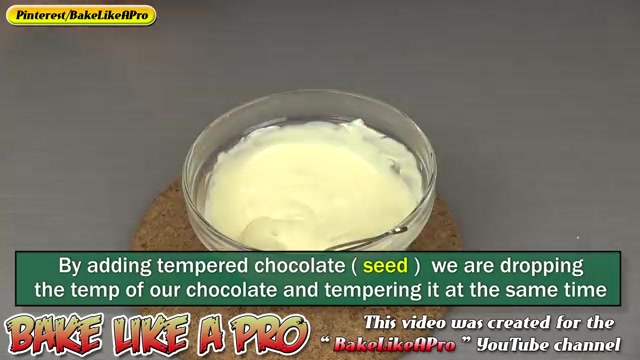 Pinterest/BakeLikeAPro
By adding tempered chocolate ( seed ) we are dropping
the temp of our chocolate and tempering it at the same time
BAKE LIKE A PRO
This video was created for the
“ BakeLikeAPro ” YouTube channel